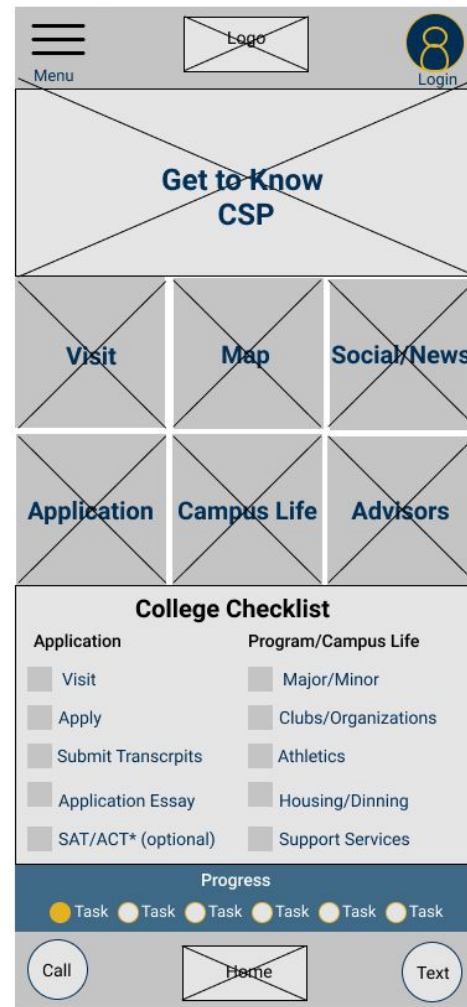 Logo
Menu
Login
Get to Know
CSP
Visit
Map
Social/News
Application
Campus Life
Advisors
College Checklist
Application
Program/Campus Life
Visit
Major/Minor
Apply
Clubs/Organizations
Submit Transcrpits
Athletics
Application Essay
Housing/Dinning
SAT/ACT* (optional)
Support Services
Progress
Task Task Task Task Task Task
Call
Home
Text